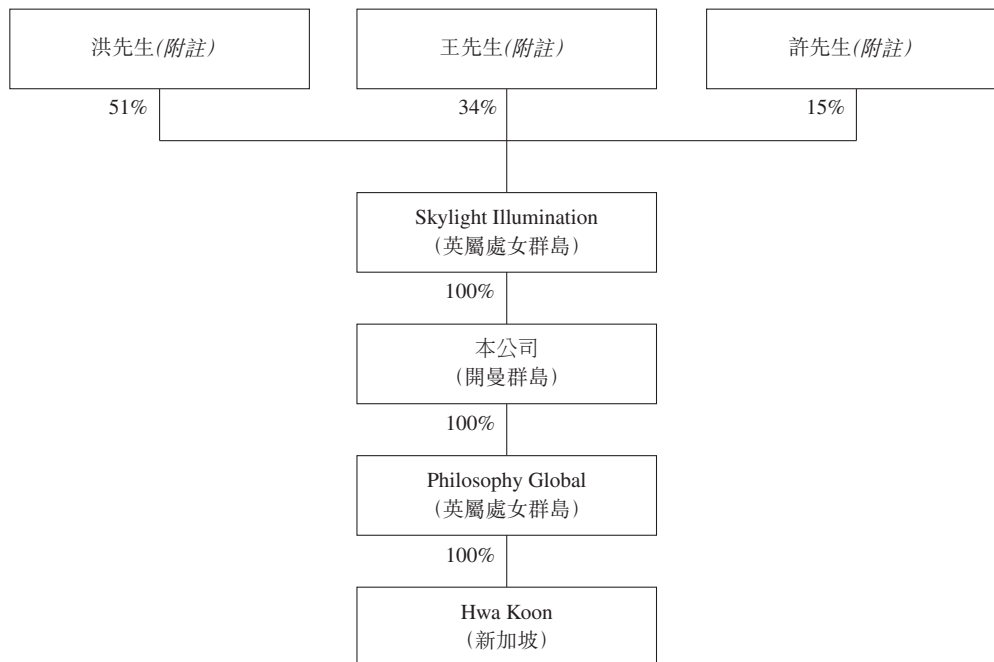 洪先生(附註)
王先生(附註)
許先生(附註)
51%
34%
15%
Skylight Illumination
(英屬處女群島)
100%
本公司
(開曼群島)
100%
Philosophy Global
(英屬處女群島)
100%
Hwa Koon
(新加坡)